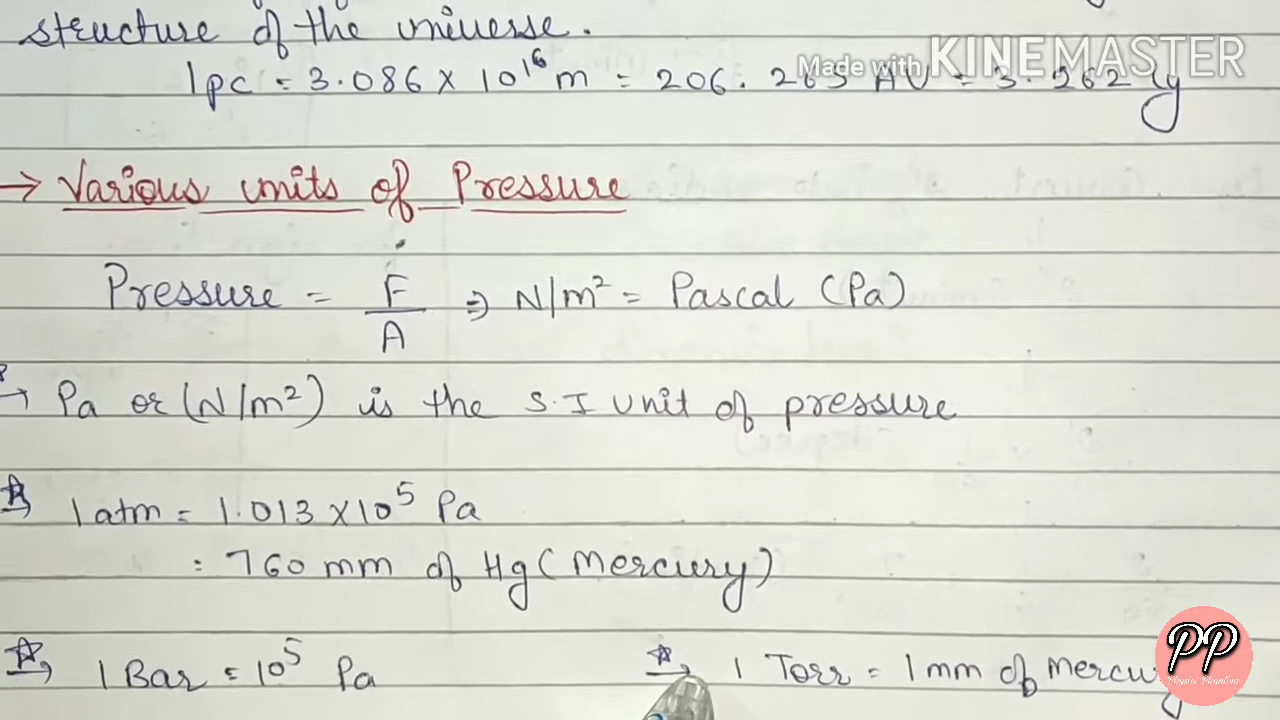 structure of the universe.
Made with KINEMASTER
1pc = 3.086 x 10^16 m = 206.265 AU = 3.262 ly
→ Various units of Pressure
Pressure = F/A ⇒ N/m² = Pascal (Pa)
→ Pa or (N/m²) is the S.I unit of pressure
1 atm = 1.013 x 10^5 Pa
= 760 mm of Hg (Mercury)
1 Bar = 10^5 Pa
1 Torr = 1 mm of mercury
PP